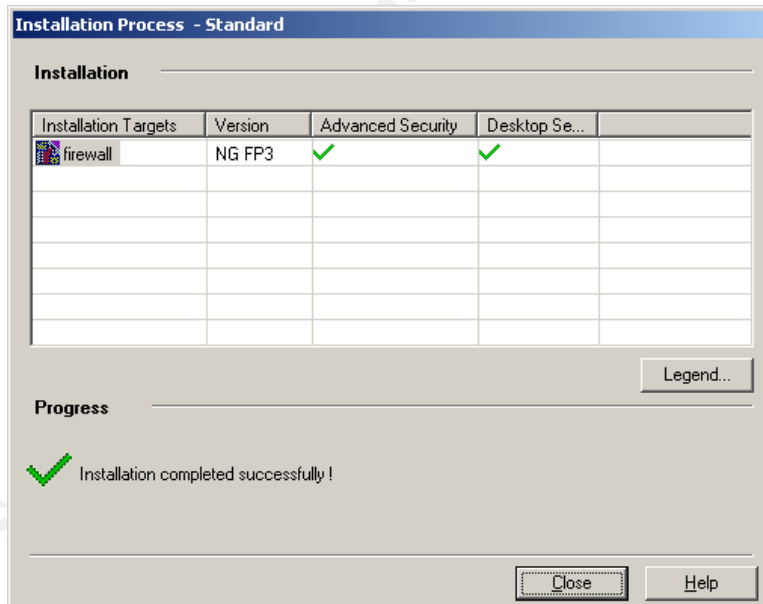 Installation Process - Standard
Installation
Installation Targets Version Advanced Security Desktop Se...
firewall NG FP3
Legend...
Progress
Installation completed successfully !
Close Help